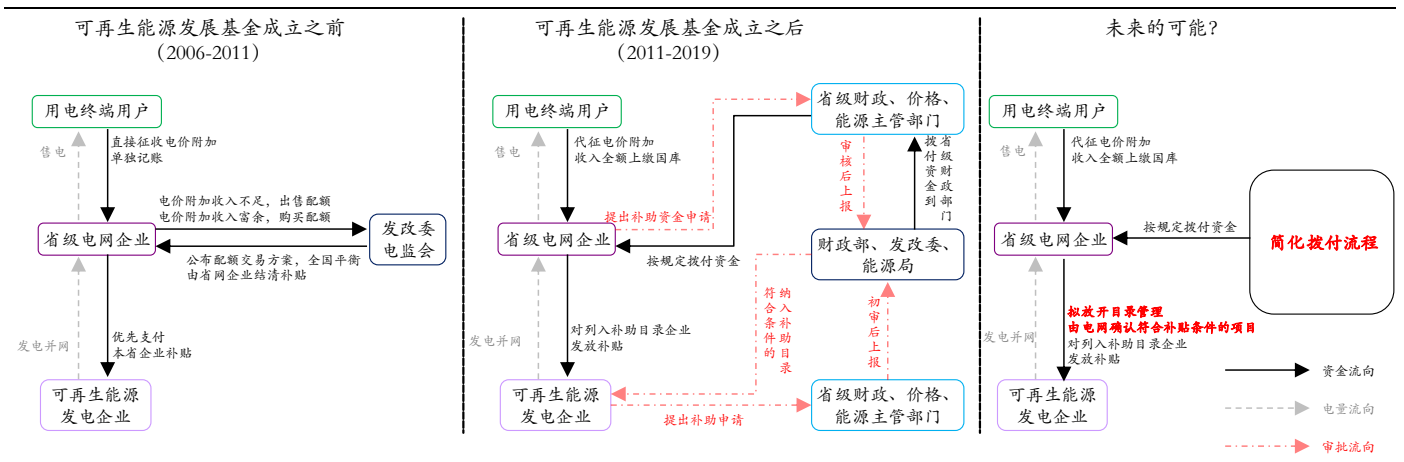 可再生能源发展基金成立之前
（2006-2011）
用电终端用户
售电
直接征收电价附加
单独记账
电价附加收入不足，出售配额
电价附加收入富余，购买配额
省级电网企业
发改委
电监会
公布配额交易方案，全国平衡
由省网企业结清补贴
发电并网
优先支付
本省企业补贴
可再生能源
发电企业
可再生能源发展基金成立之后
（2011-2019）
用电终端用户
售电
代征电价附加
收入全额上缴国库
省级财政、价格、
能源主管部门
审核后上报
拨付资金到
省级财政部门
提出补助资金申请
省级电网企业
按规定拨付资金
财政部、发改委、
能源局
符合条件的
纳入补助目录
初审后上报
发电并网
对列入补助目录企业
发放补贴
可再生能源
发电企业
提出补助申请
省级财政、价格、
能源主管部门
未来的可能？
用电终端用户
售电
代征电价附加
收入全额上缴国库
省级电网企业
按规定拨付资金
简化拨付流程
发电并网
拟放开目录管理
由电网确认符合补贴条件的项目
对列入补助目录企业
发放补贴
可再生能源
发电企业
资金流向
电量流向
审批流向